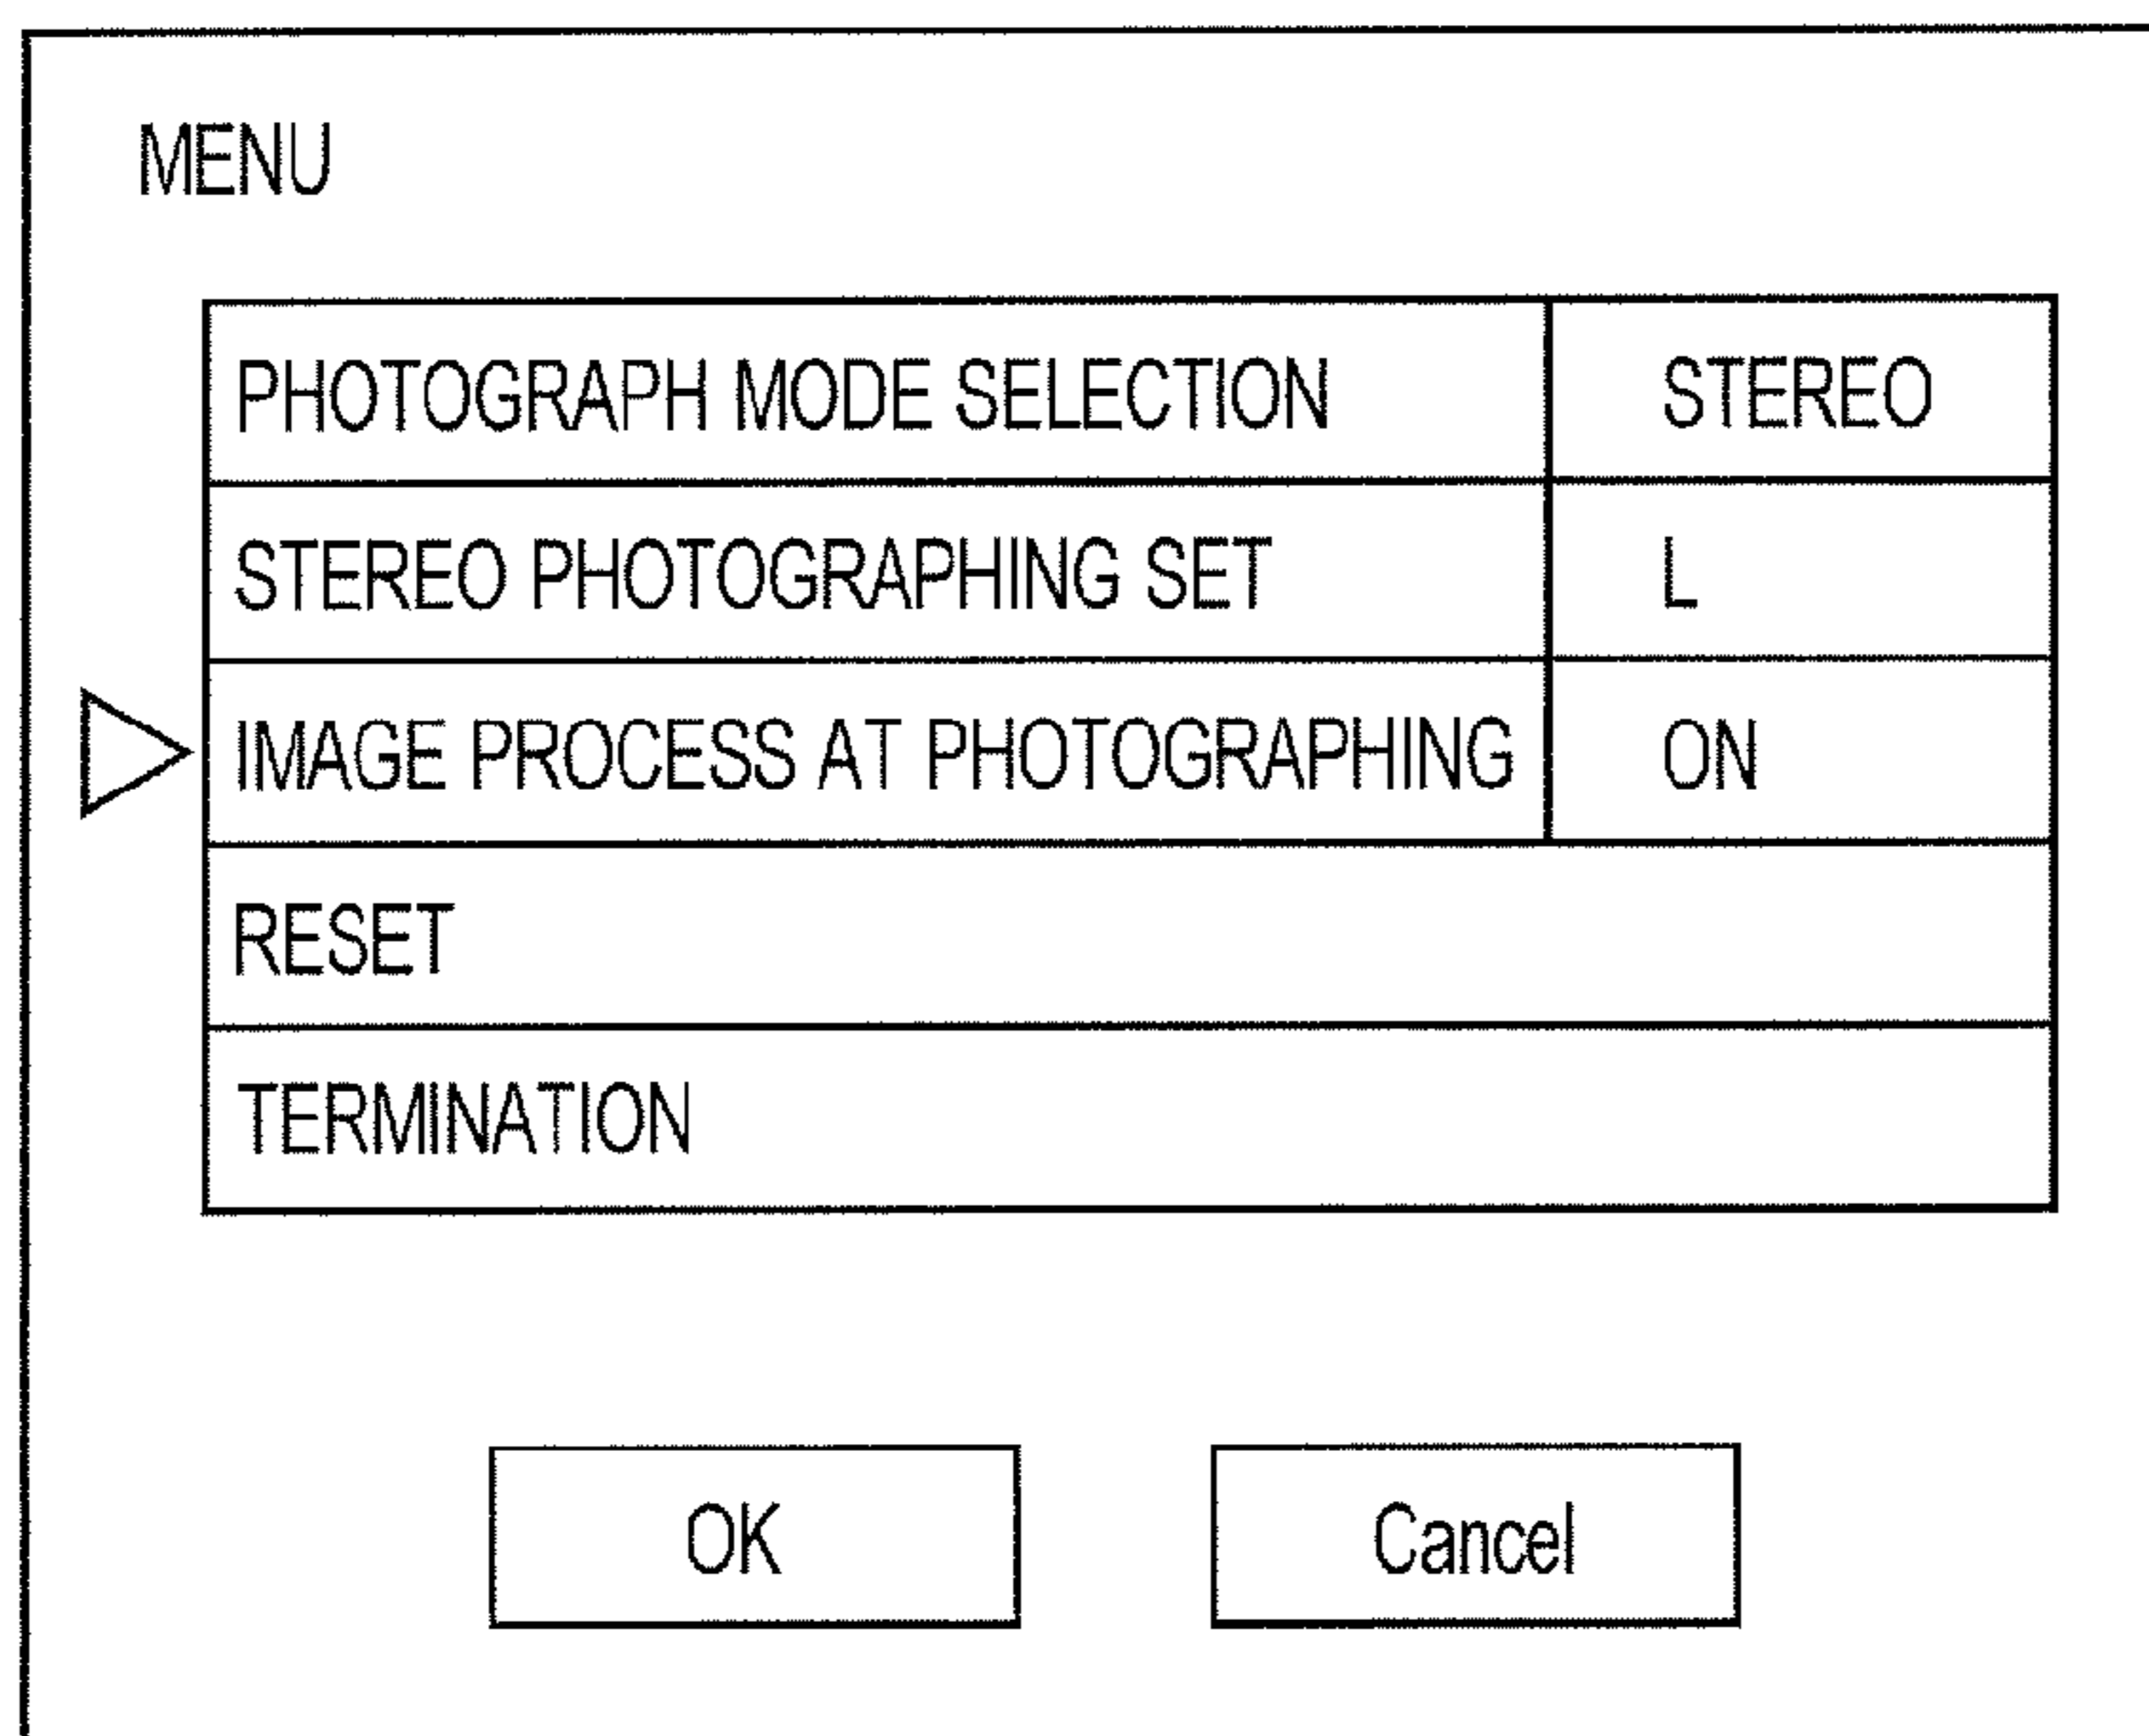 MENU
PHOTOGRAPH MODE SELECTION STEREO
STEREO PHOTOGRAPHING SET L
IMAGE PROCESS AT PHOTOGRAPHING ON
RESET
TERMINATION
OK Cancel